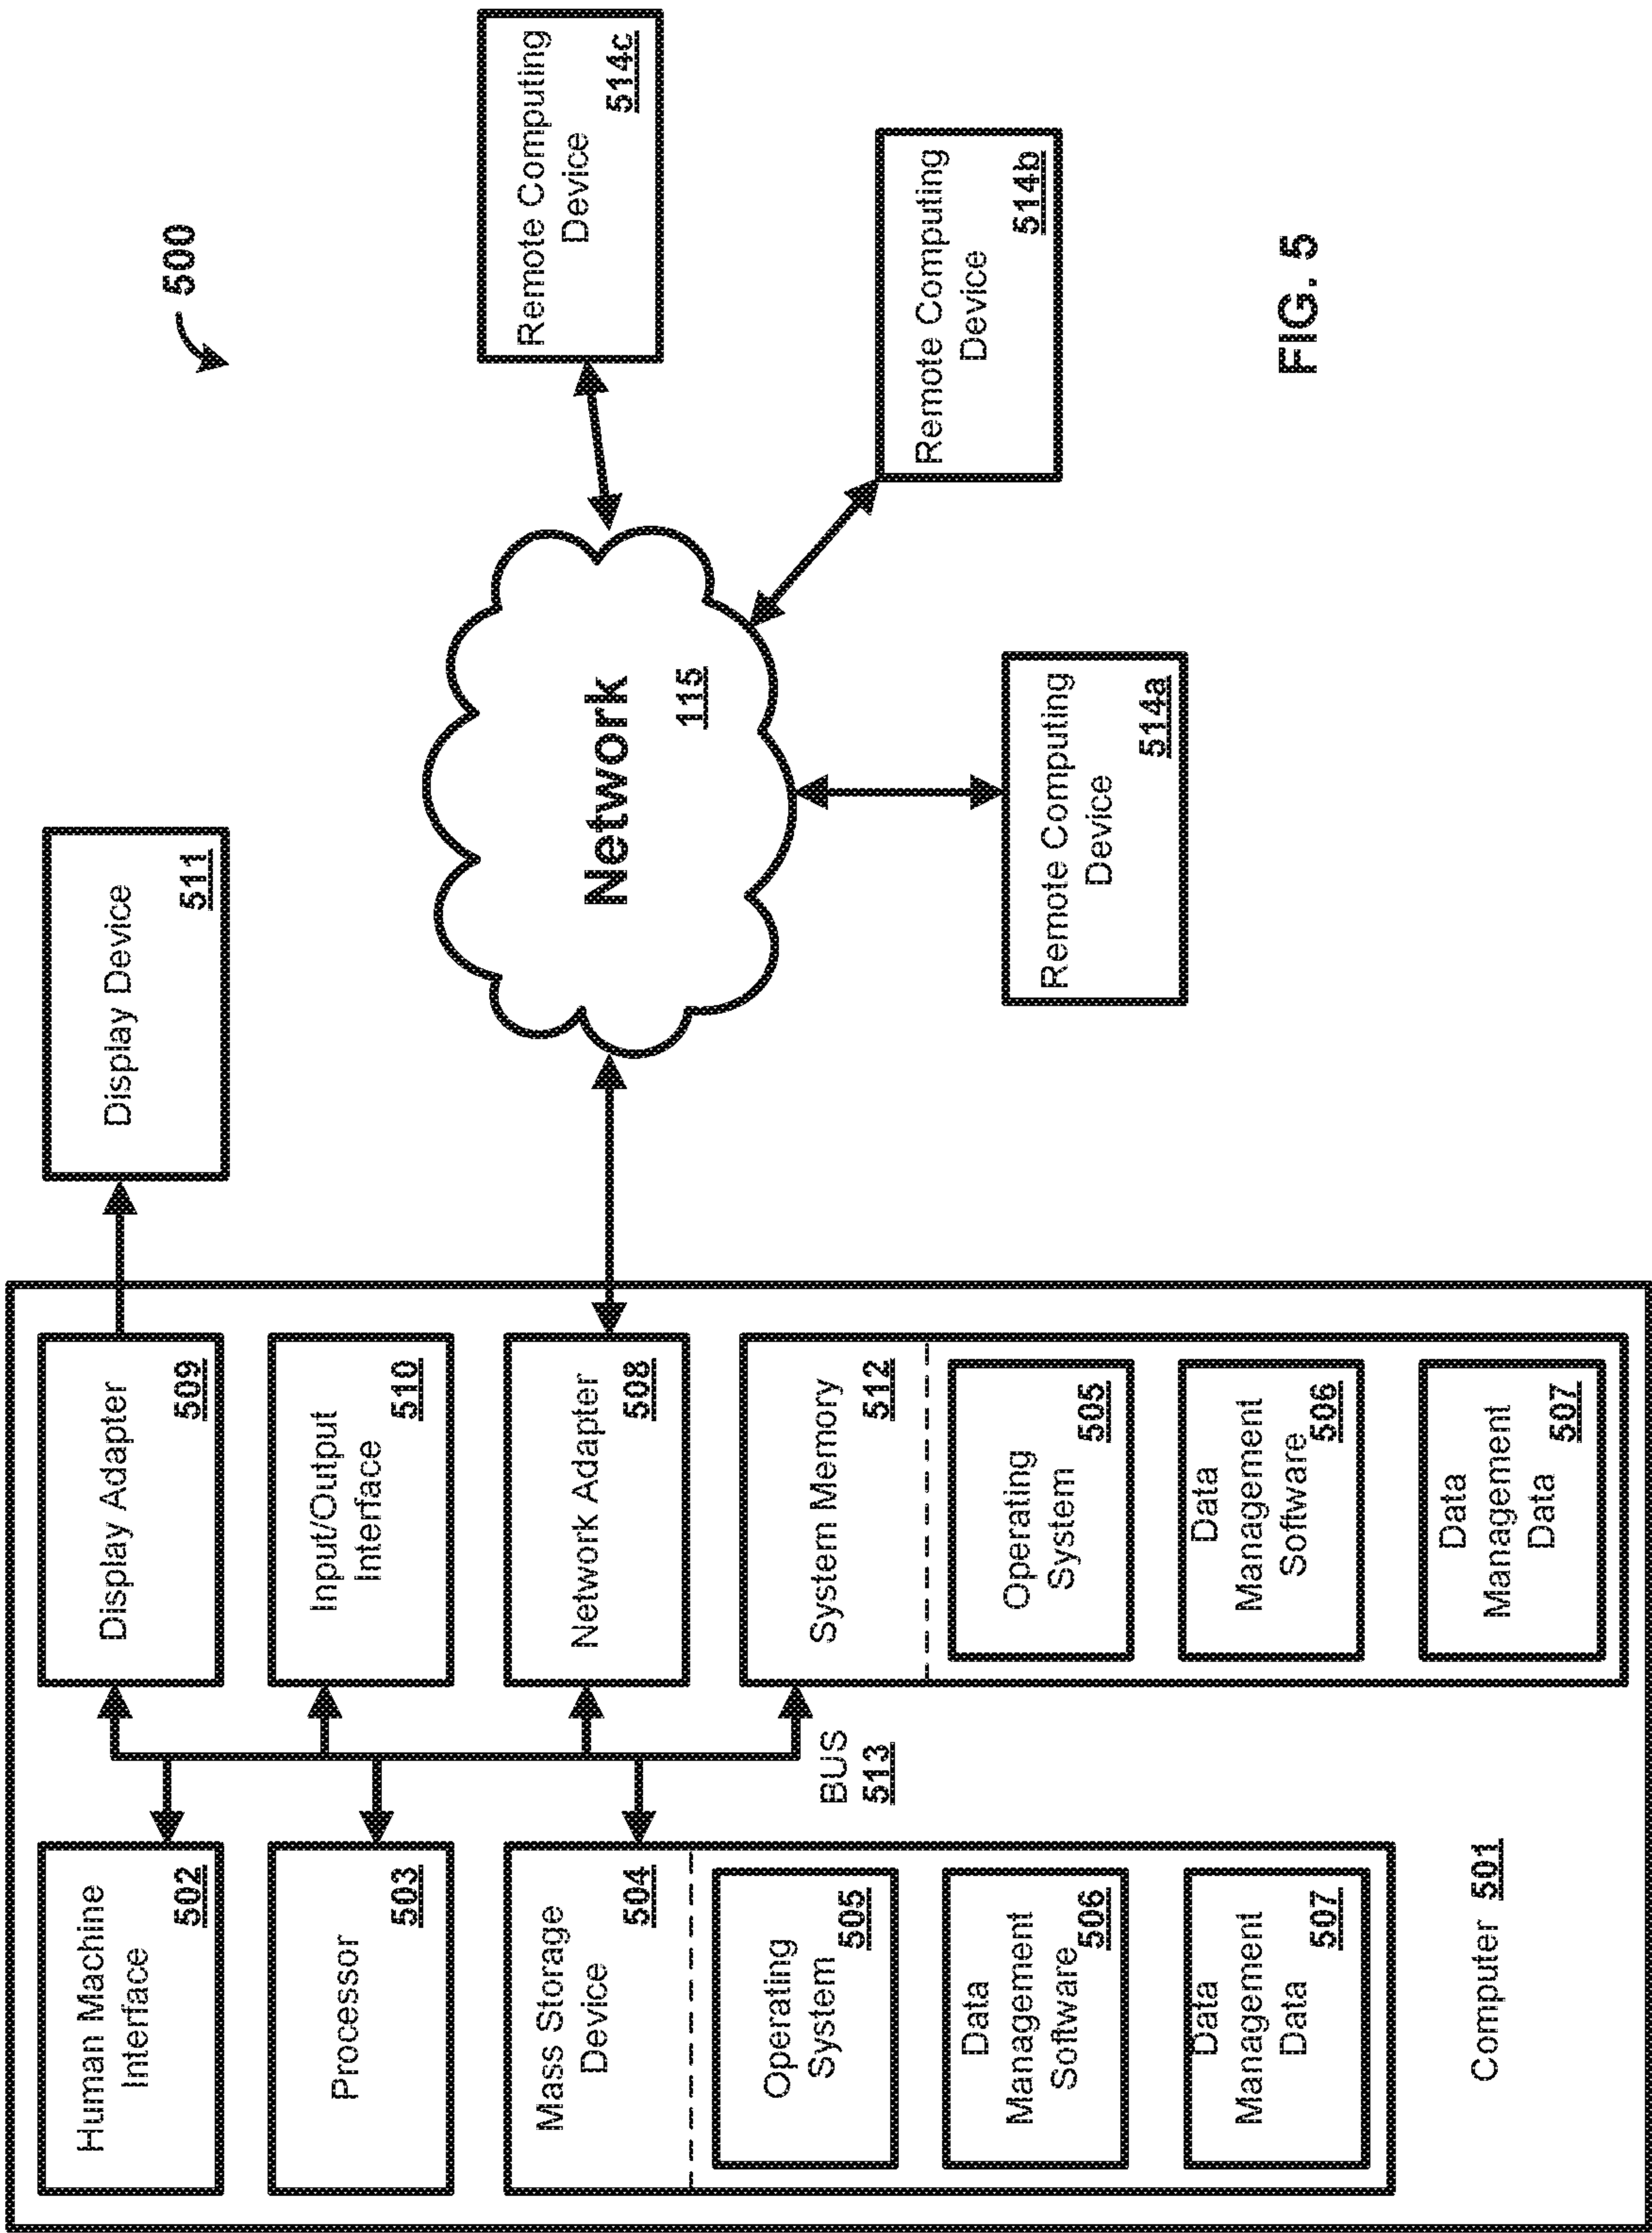 500
Human Machine
Interface
502
Processor
503
Mass Storage
Device
504
Operating
System
505
Data
Management
Software
506
Data
Management
Data
507
Computer 501
BUS
513
Display Adapter
509
Input/Output
Interface
510
Network Adapter
508
System Memory
512
Operating
System
505
Data
Management
Software
506
Data
Management
Data
507
Display Device
511
Network
115
Remote Computing
Device
514a
Remote Computing
Device
514b
Remote Computing
Device
514c
FIG. 5